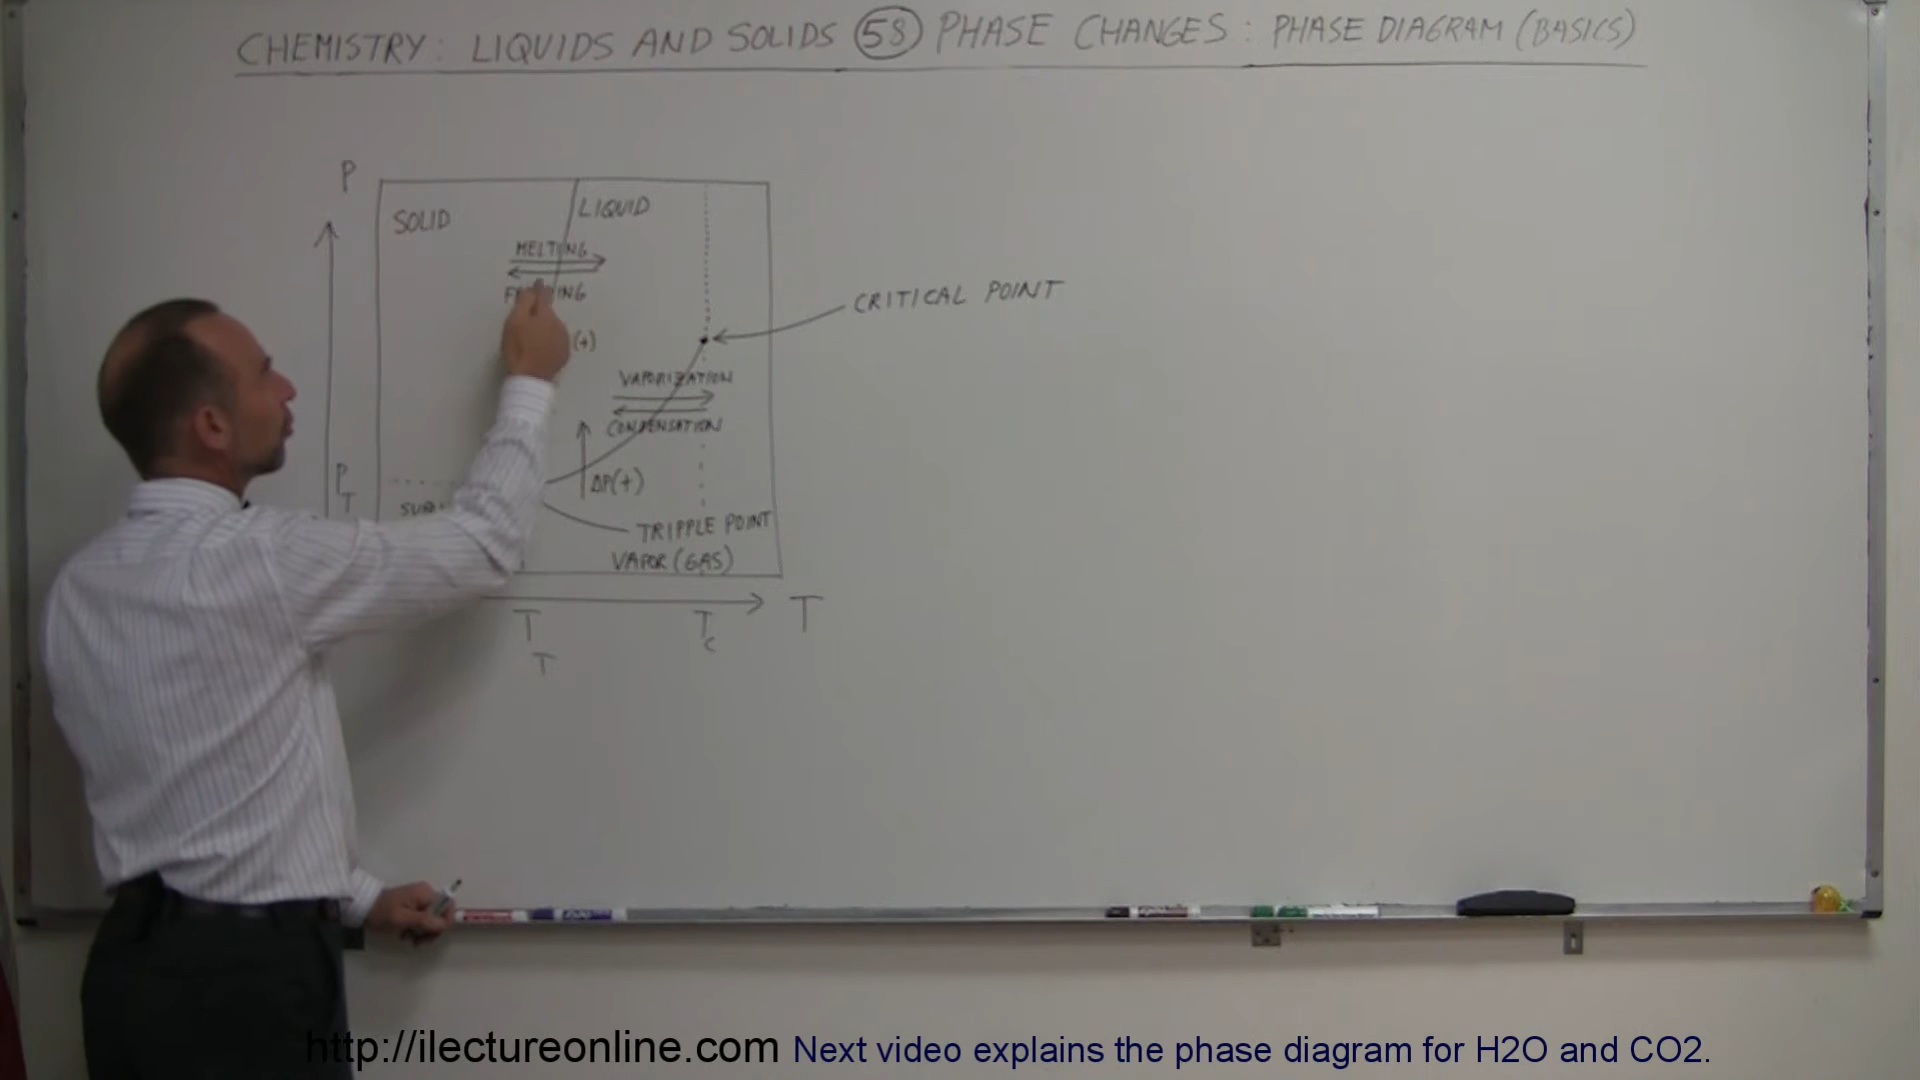 CHEMISTRY: LIQUIDS AND SOLIDS 58 PHASE CHANGES: PHASE DIAGRAM (BASICS)
P
SOLID
LIQUID
MELTING
CRITICAL POINT
(+)
VAPORIZATION
CONDENSATION
P
T
ΔP(+)
TRIPPLE POINT
VAPOR (GAS)
T
T
T
C
T
http://ilectureonline.com Next video explains the phase diagram for H2O and CO2.